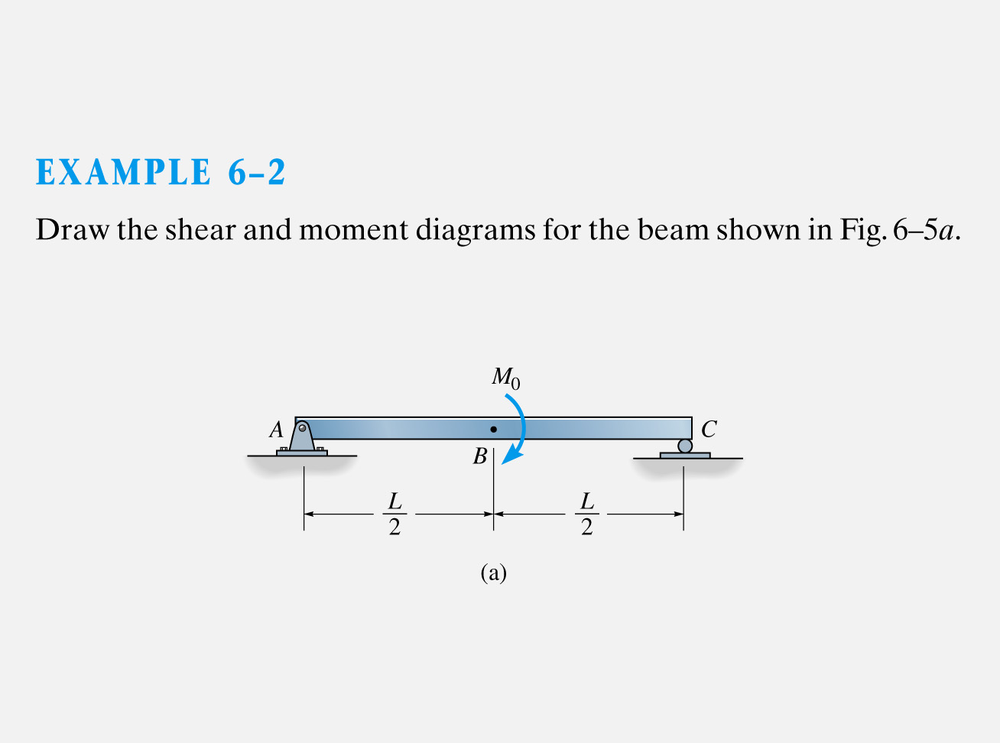 EXAMPLE 6–2
Draw the shear and moment diagrams for the beam shown in Fig. 6–5a.
M0
A
C
B
L
2
L
2
(a)